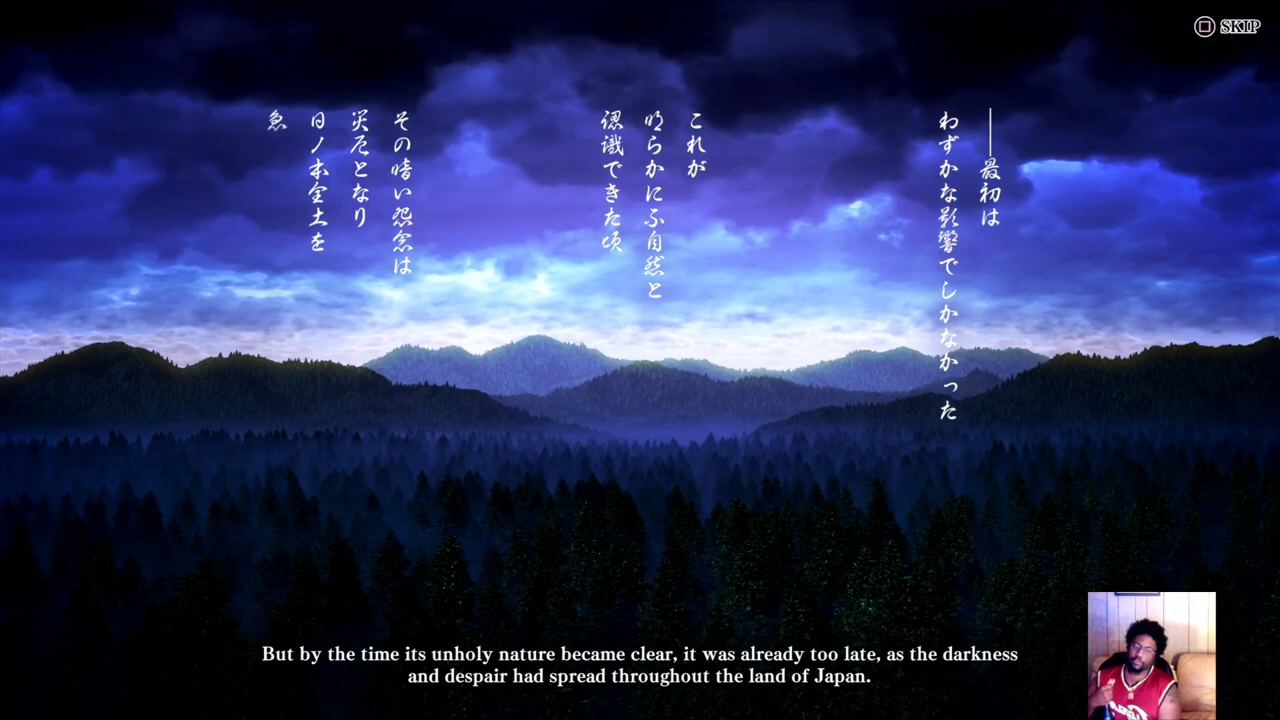 SKIP
――最初は
わずかな影響でしかなかった
これが
明らかにふ自然と
認識できた頃
その暗い怨念は
災厄となり
日ノ本全土を
急
But by the time its unholy nature became clear, it was already too late, as the darkness
and despair had spread throughout the land of Japan.